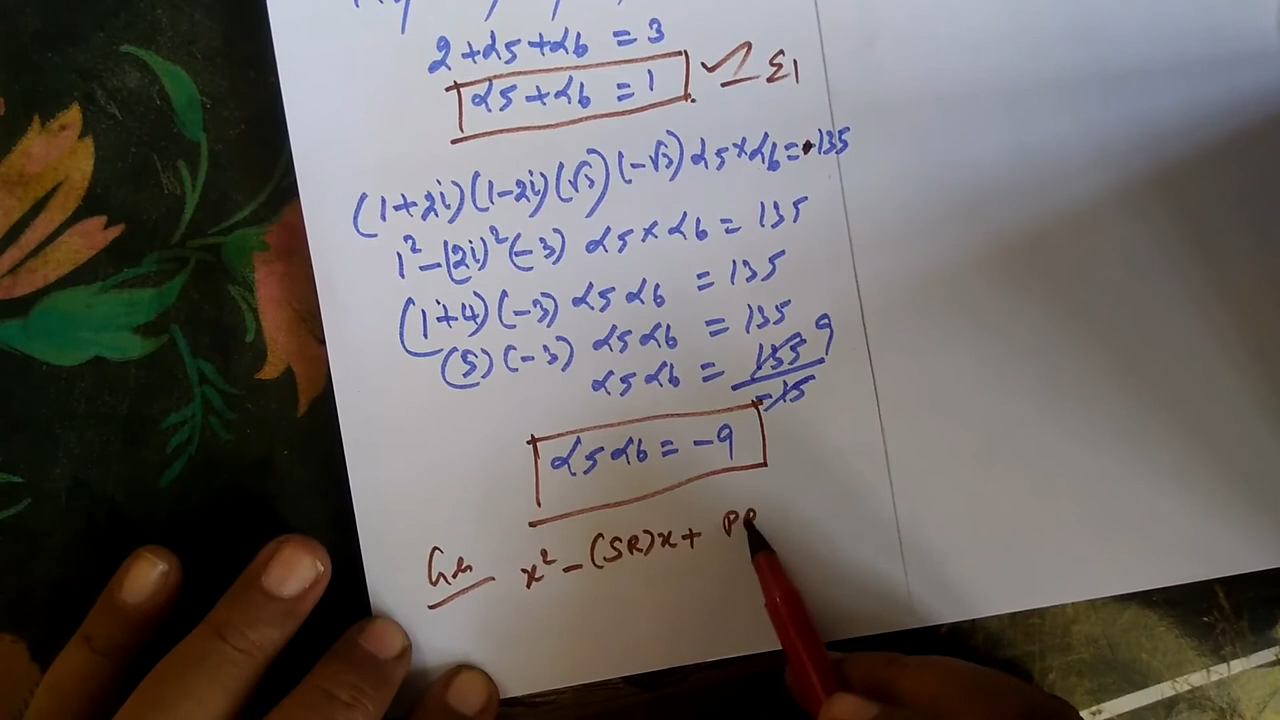 2 + α5 + α6 = 3
α5 + α6 = 1 Σ1
(1+2i)(1-2i)(√3)(-√3) α5 × α6 = 135
1² - (2i)² (-3) α5 × α6 = 135
(1+4)(-3) α5 α6 = 135
(5)(-3) α5 α6 = 135
α5 α6 = 135/-15 9
α5 α6 = -9
x² - (SR)x + PR